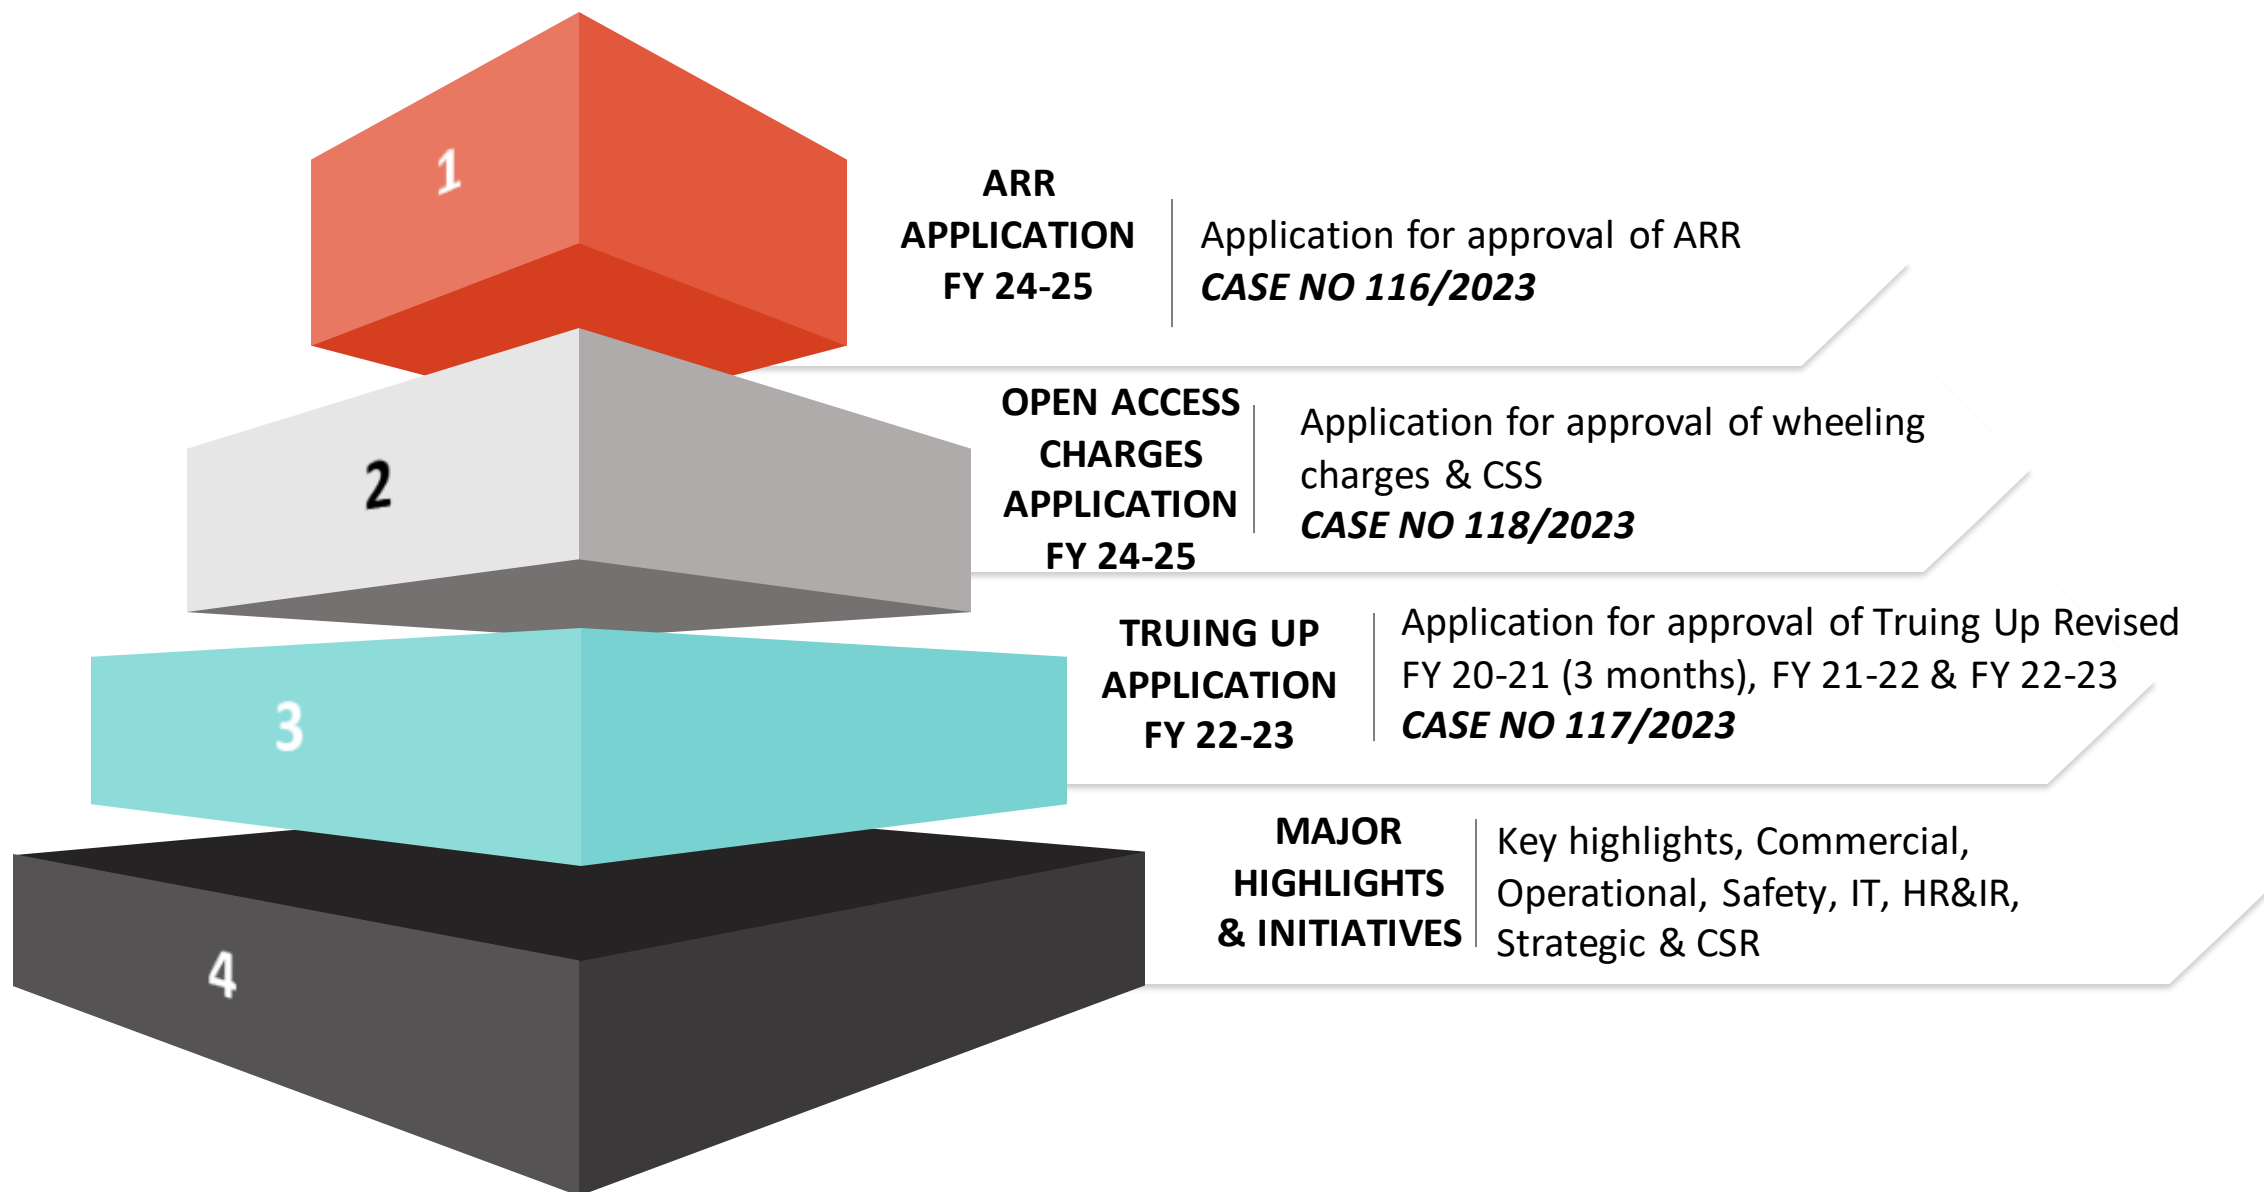 1
ARR
APPLICATION
FY 24-25
Application for approval of ARR
CASE NO 116/2023
2
OPEN ACCESS
CHARGES
APPLICATION
FY 24-25
Application for approval of wheeling
charges & CSS
CASE NO 118/2023
3
TRUING UP
APPLICATION
FY 22-23
Application for approval of Truing Up Revised
FY 20-21 (3 months), FY 21-22 & FY 22-23
CASE NO 117/2023
4
MAJOR
HIGHLIGHTS
& INITIATIVES
Key highlights, Commercial,
Operational, Safety, IT, HR&IR,
Strategic & CSR